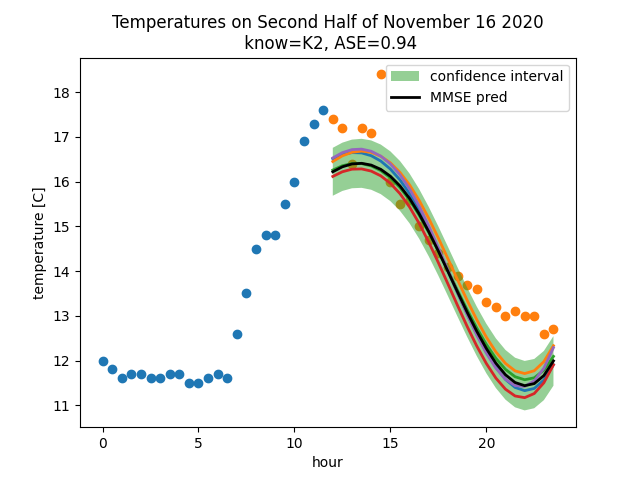 Temperatures on Second Half of November 16 2020
know=K2, ASE=0.94
confidence interval
MMSE pred
temperature [C]
18
17
16
15
14
13
12
11
0
5
10
15
20
hour